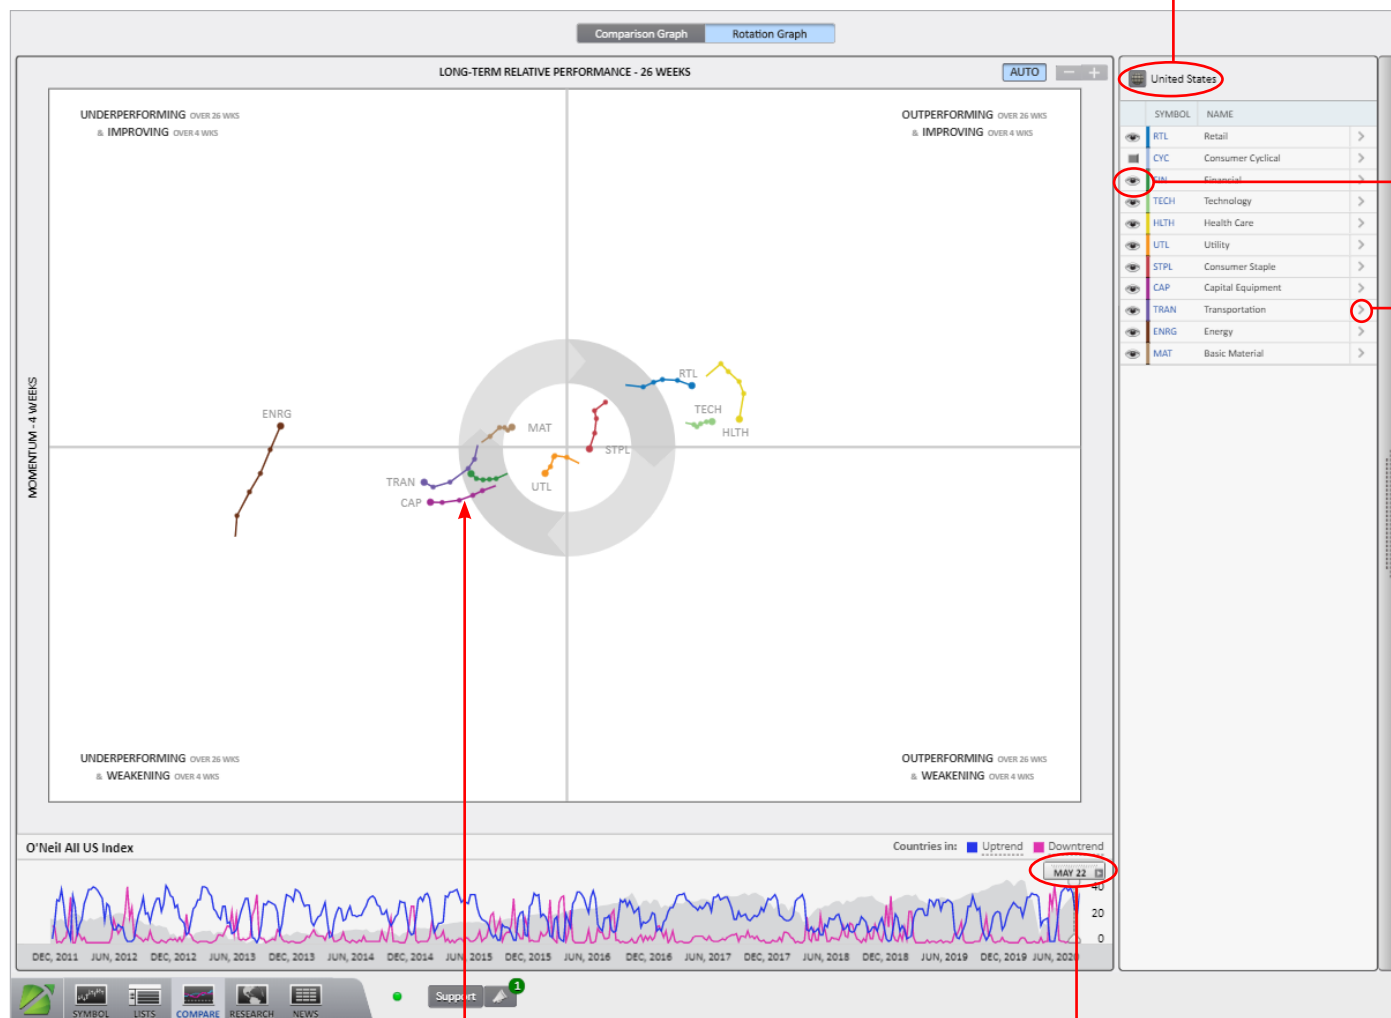 Comparison Graph Rotation Graph
LONG-TERM RELATIVE PERFORMANCE - 26 WEEKS
AUTO
UNDERPERFORMING OVER 26 WKS
& IMPROVING OVER 4 WKS
OUTPERFORMING OVER 26 WKS
& IMPROVING OVER 4 WKS
MOMENTUM - 4 WEEKS
ENRG
RTL
TECH
HLTH
MAT
STPL
UTL
TRAN
CAP
UNDERPERFORMING OVER 26 WKS
& WEAKENING OVER 4 WKS
OUTPERFORMING OVER 26 WKS
& WEAKENING OVER 4 WKS
United States
SYMBOL NAME
RTL Retail
CYC Consumer Cyclical
FIN Financial
TECH Technology
HLTH Health Care
UTL Utility
STPL Consumer Staple
CAP Capital Equipment
TRAN Transportation
ENRG Energy
MAT Basic Material
O'Neil All US Index
Countries in: Uptrend Downtrend
MAY 22
40
20
0
DEC, 2011 JUN, 2012 DEC, 2012 JUN, 2013 DEC, 2013 JUN, 2014 DEC, 2014 JUN, 2015 DEC, 2015 JUN, 2016 DEC, 2016 JUN, 2017 DEC, 2017 JUN, 2018 DEC, 2018 JUN, 2019 DEC, 2019 JUN, 2020
Support 1
SYMBOL LISTS COMPARE RESEARCH NEWS